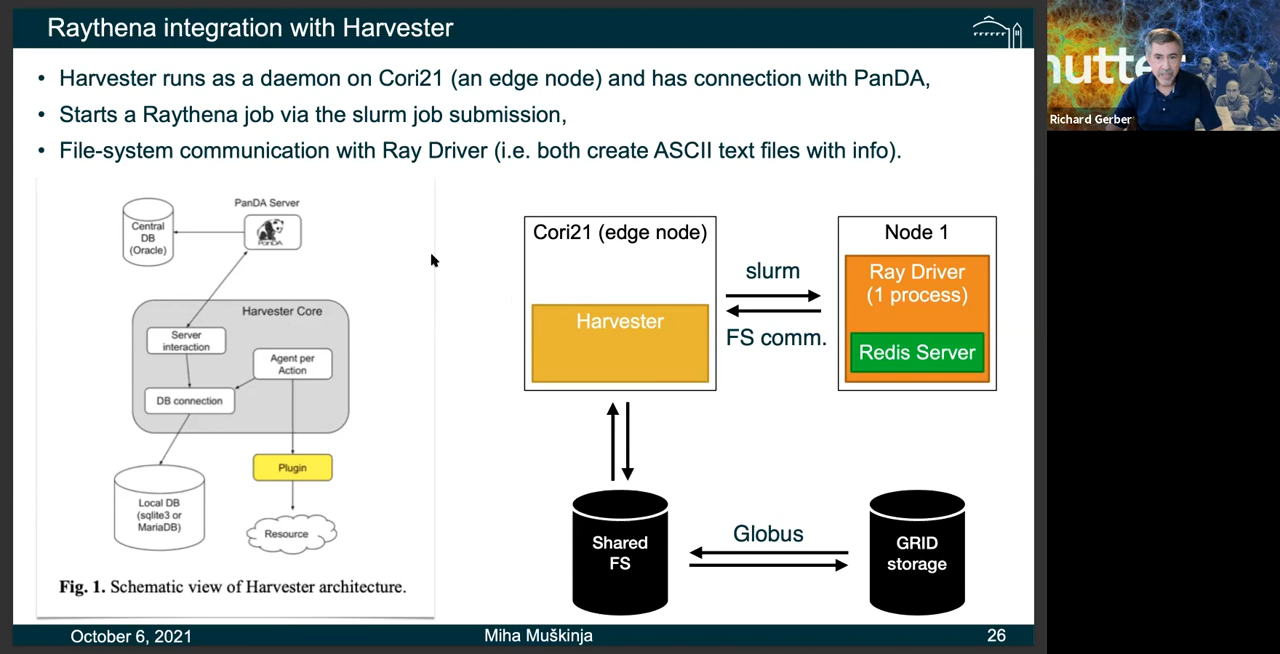 Raythena integration with Harvester
• Harvester runs as a daemon on Cori21 (an edge node) and has connection with PanDA,
• Starts a Raythena job via the slurm job submission,
• File-system communication with Ray Driver (i.e. both create ASCII text files with info).
PanDA Server
Central
DB
(Oracle)
PanDA
Harvester Core
Server
interaction
Agent per
Action
DB connection
Plugin
Local DB
(sqlite3 or
MariaDB)
Resource
Fig. 1. Schematic view of Harvester architecture.
Cori21 (edge node)
Harvester
slurm
FS comm.
Node 1
Ray Driver
(1 process)
Redis Server
Shared
FS
Globus
GRID
storage
October 6, 2021
Miha Muškinja
26
Richard Gerber